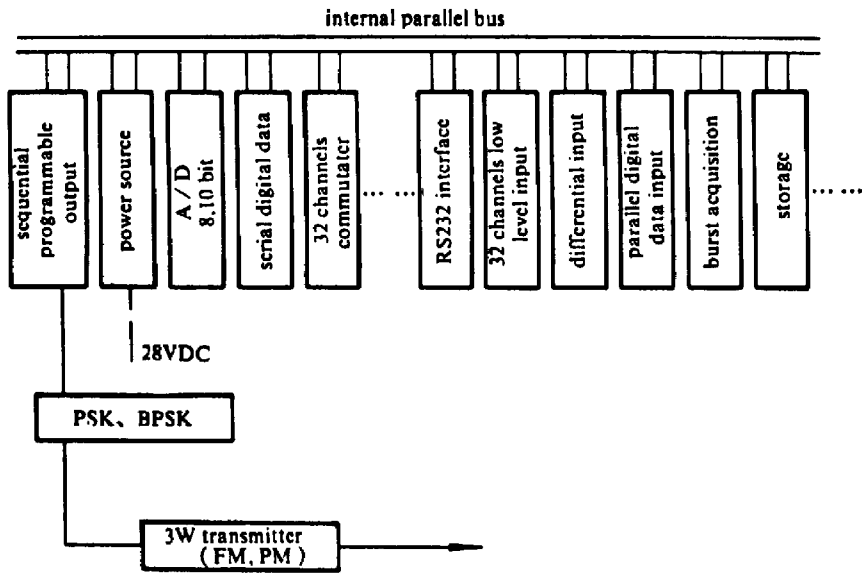 internal parallel bus
sequential
programmable
output
power source
A / D
8.10 bit
serial digital data
32 channels
commutater
... ...
RS232 interface
32 channels low
level input
differential input
parallel digital
data input
burst acquisition
storage
... ...
28VDC
PSK、BPSK
3W transmitter
( FM, PM )